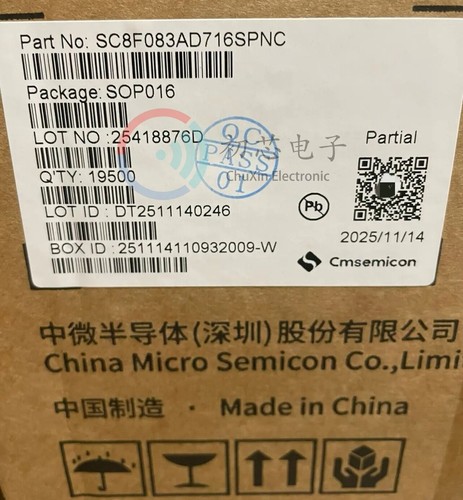 Part No: SC8F083AD716SPNC
Package: SOP016
LOT NO : 25418876D
Partial
Q'TY: 19500
LOT ID : DT2511140246
BOX ID : 251114110932009-W
QC
PASS
01
初芯电子
ChuXin Electronic
Pb
2025/11/14
Cmsemicon
中微半导体(深圳)股份有限公司
China Micro Semicon Co.,Limi
中国制造 · Made in China